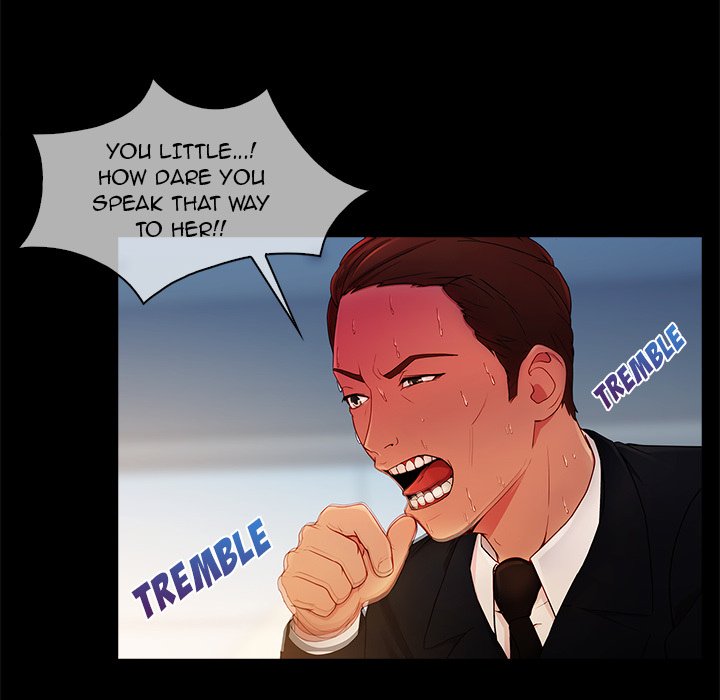 YOU LITTLE...!
HOW DARE YOU
SPEAK THAT WAY
TO HER!!
TREMBLE
TREMBLE